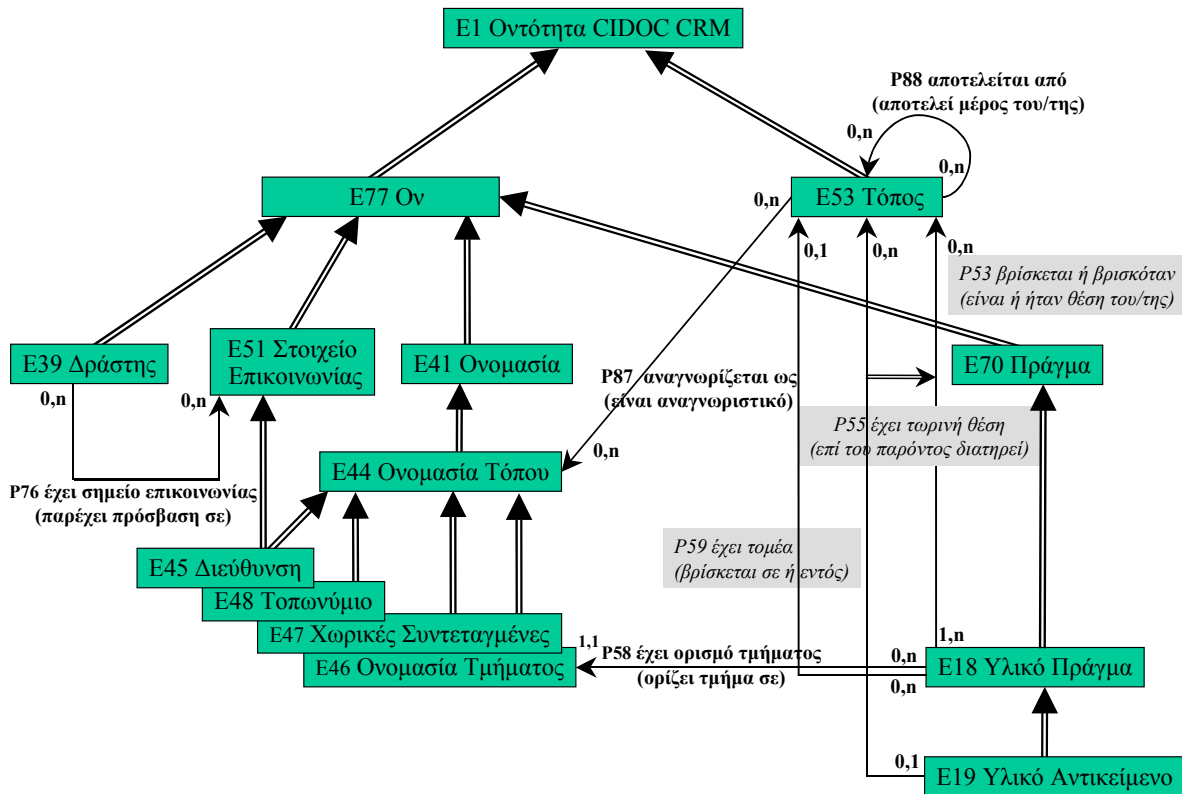 E1 Οντότητα CIDOC CRM
P88 αποτελείται από
(αποτελεί μέρος του/της)
0,n
0,n
E77 Ον
0,n
E53 Τόπος
0,1
0,n
0,n
P53 βρίσκεται ή βρισκόταν
(είναι ή ήταν θέση του/της)
E39 Δράστης
E51 Στοιχείο
Επικοινωνίας
E41 Ονομασία
E70 Πράγμα
P87 αναγνωρίζεται ως
(είναι αναγνωριστικό)
0,n
0,n
P55 έχει τωρινή θέση
(επί του παρόντος διατηρεί)
0,n
E44 Ονομασία Τόπου
P76 έχει σημείο επικοινωνίας
(παρέχει πρόσβαση σε)
P59 έχει τομέα
(βρίσκεται σε ή εντός)
E45 Διεύθυνση
E48 Τοπωνύμιο
E47 Χωρικές Συντεταγμένες
E46 Ονομασία Τμήματος
1,1
P58 έχει ορισμό τμήματος
(ορίζει τμήμα σε)
1,n
0,n
0,n
E18 Υλικό Πράγμα
0,1
E19 Υλικό Αντικείμενο